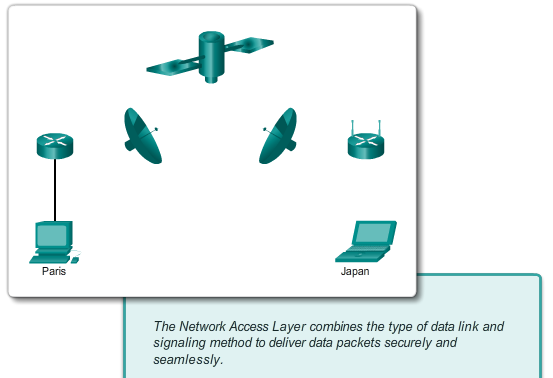 Paris
Japan
The Network Access Layer combines the type of data link and
signaling method to deliver data packets securely and
seamlessly.